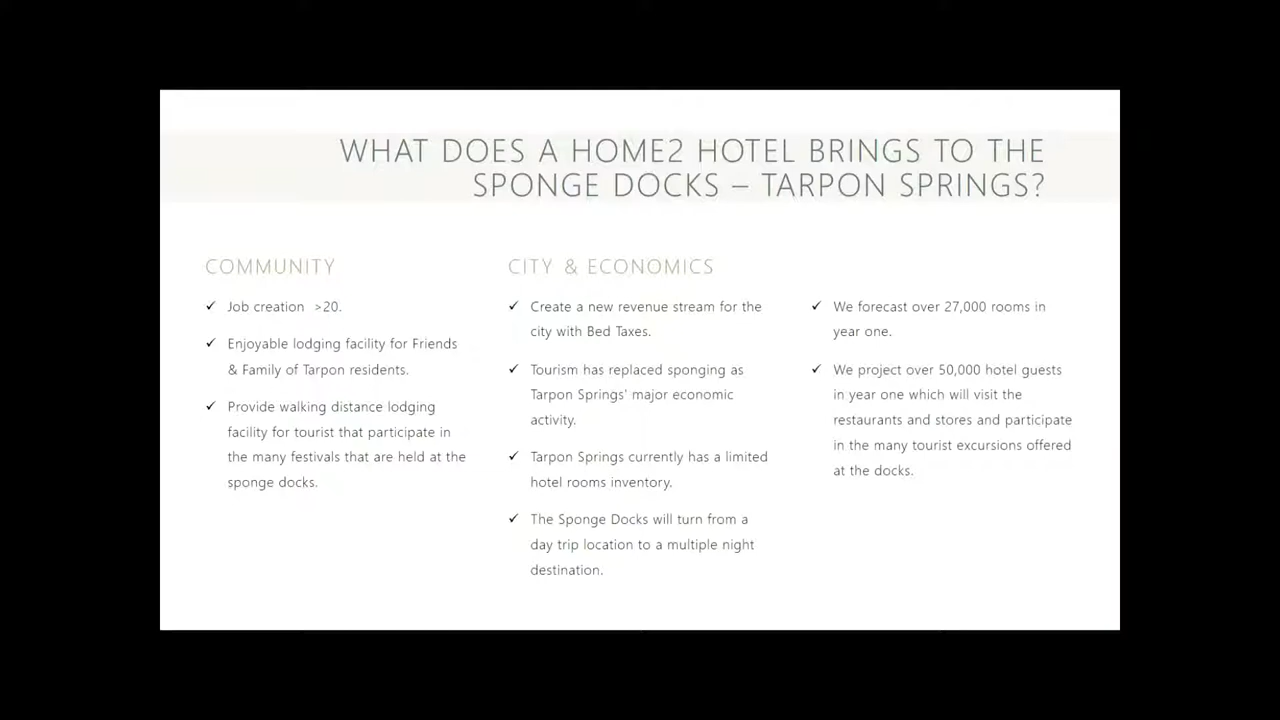 WHAT DOES A HOME2 HOTEL BRINGS TO THE
SPONGE DOCKS – TARPON SPRINGS?
COMMUNITY
✓ Job creation >20.
✓ Enjoyable lodging facility for Friends
& Family of Tarpon residents.
✓ Provide walking distance lodging
facility for tourist that participate in
the many festivals that are held at the
sponge docks.
CITY & ECONOMICS
✓ Create a new revenue stream for the
city with Bed Taxes.
✓ Tourism has replaced sponging as
Tarpon Springs' major economic
activity.
✓ Tarpon Springs currently has a limited
hotel rooms inventory.
✓ The Sponge Docks will turn from a
day trip location to a multiple night
destination.
✓ We forecast over 27,000 rooms in
year one.
✓ We project over 50,000 hotel guests
in year one which will visit the
restaurants and stores and participate
in the many tourist excursions offered
at the docks.